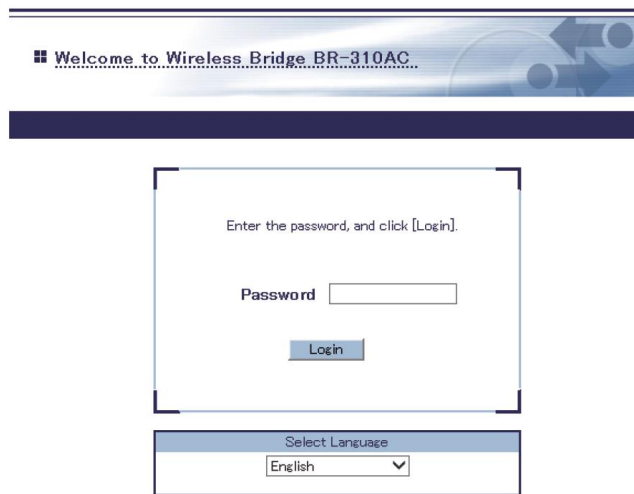 Welcome to Wireless Bridge BR-310AC
Enter the password, and click [Login].
Password
Login
Select Language
English